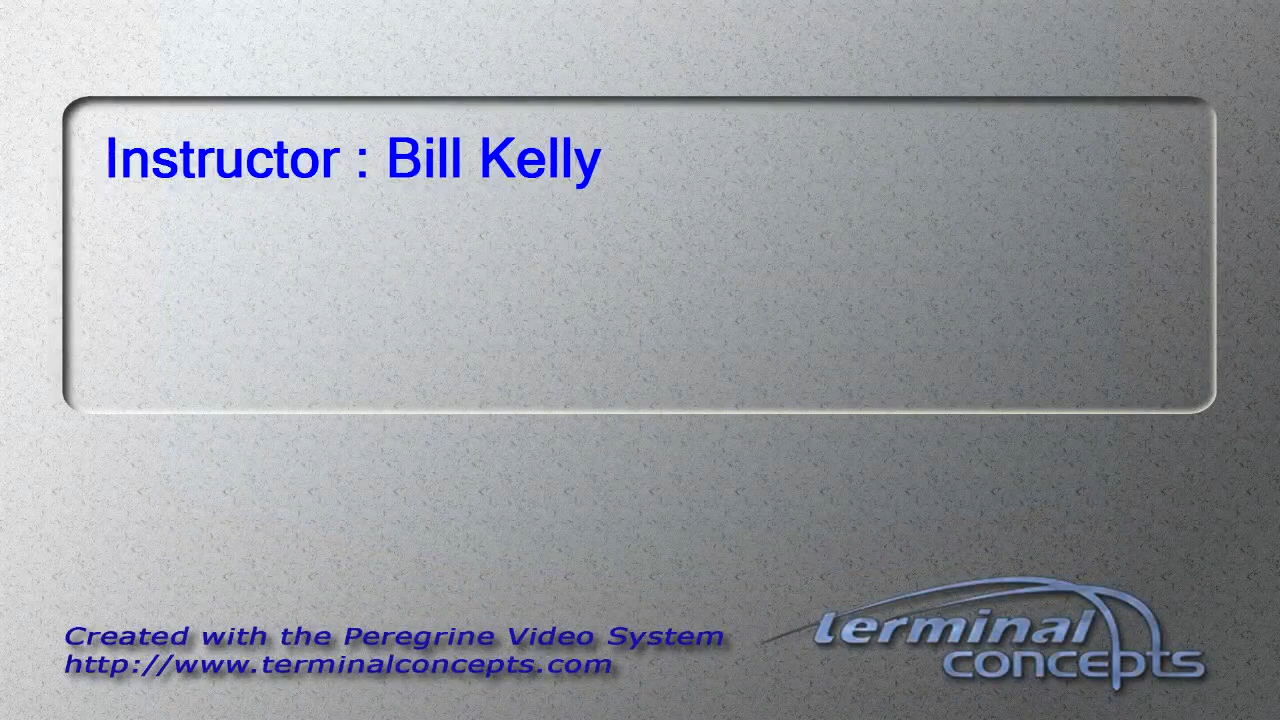 Instructor : Bill Kelly
Created with the Peregrine Video System
http://www.terminalconcepts.com
terminal
concepts